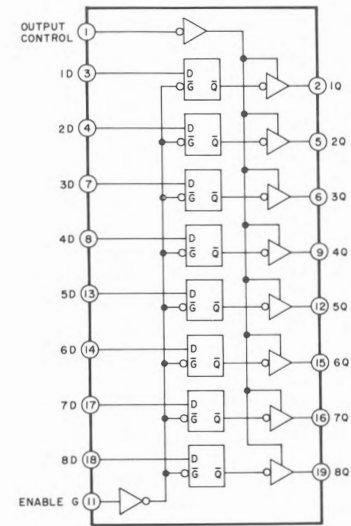 OUTPUT CONTROL 1
1D 3 D G̅ Q̅ 2 1Q
2D 4 D G̅ Q̅ 5 2Q
3D 7 D G̅ Q̅ 6 3Q
4D 8 D G̅ Q̅ 9 4Q
5D 13 D G̅ Q̅ 12 5Q
6D 14 D G̅ Q̅ 15 6Q
7D 17 D G̅ Q̅ 16 7Q
8D 18 D G̅ Q̅ 19 8Q
ENABLE G 11